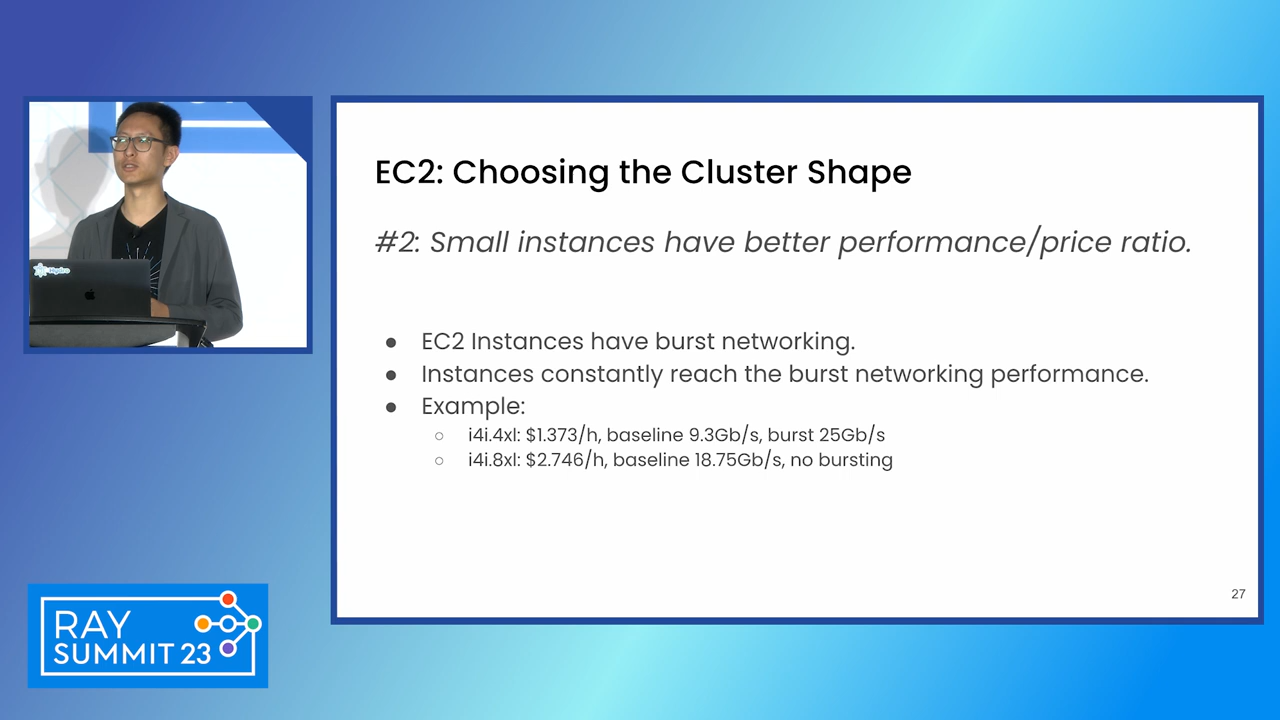 EC2: Choosing the Cluster Shape
#2: Small instances have better performance/price ratio.
● EC2 Instances have burst networking.
● Instances constantly reach the burst networking performance.
● Example:
○ i4i.4xl: $1.373/h, baseline 9.3Gb/s, burst 25Gb/s
○ i4i.8xl: $2.746/h, baseline 18.75Gb/s, no bursting
27
Hydro
RAY
SUMMIT 23